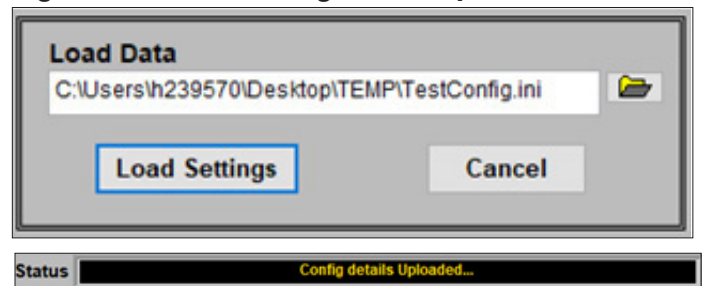 Load Data
C:\Users\h239570\Desktop\TEMP\TestConfig.ini
Load Settings Cancel
Status Config details Uploaded...